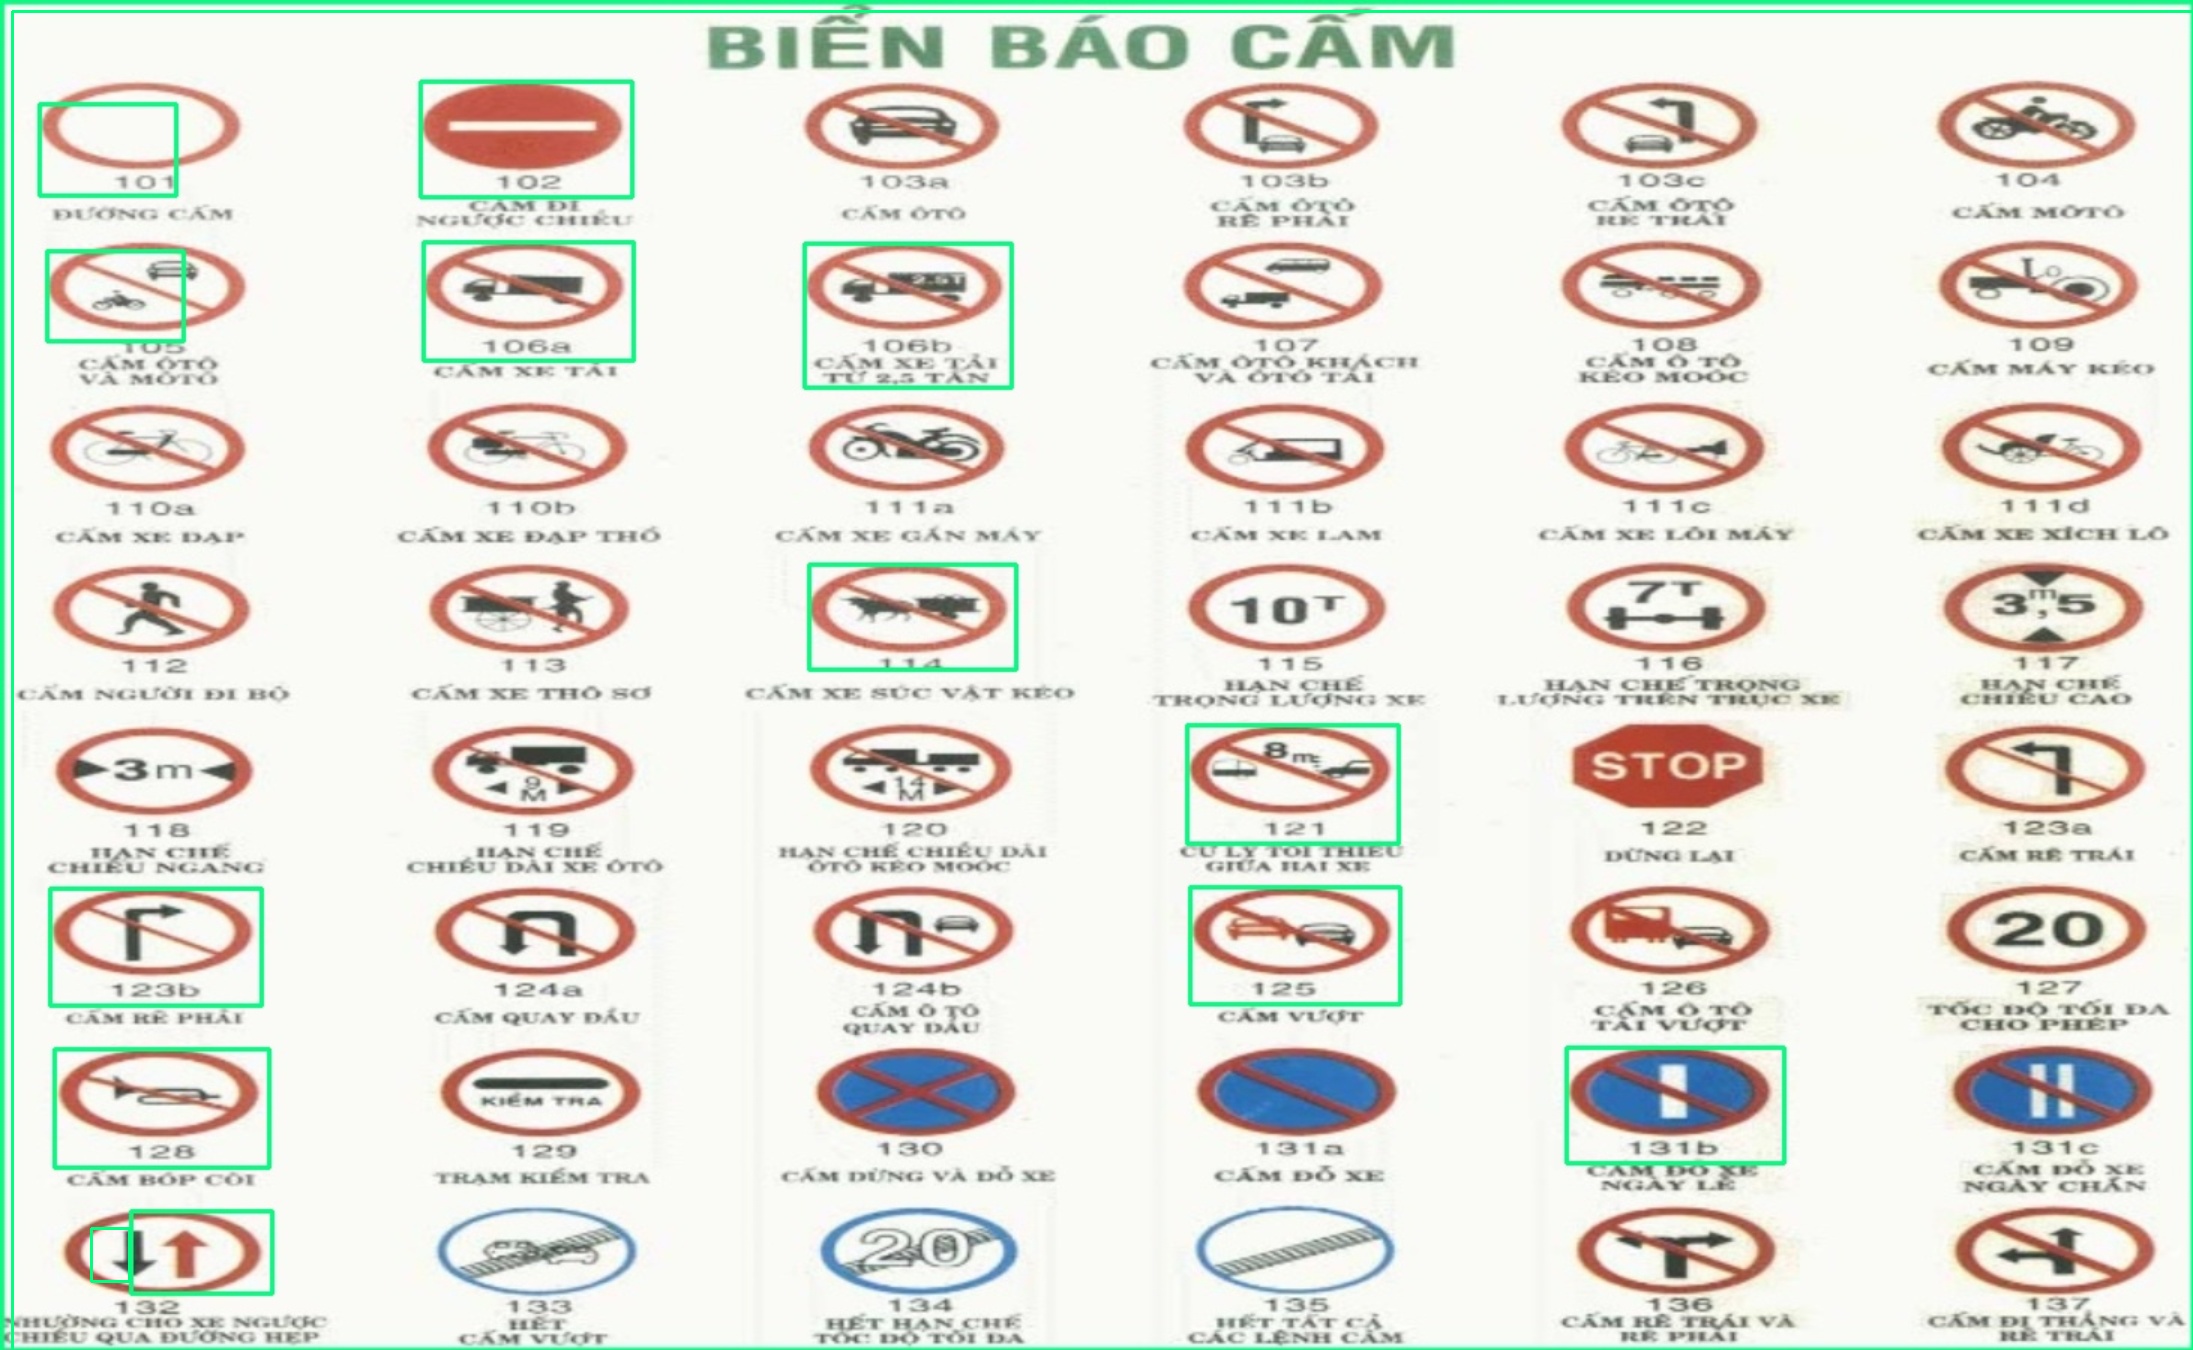 BIỂN BÁO CẤM
101 102 103a 103b 103c 104
ĐƯỜNG CẤM
CẤM ĐI
NGƯỢC CHIỀU
CẤM ÔTÔ
CẤM ÔTÔ
RẼ PHẢI
CẤM ÔTÔ
RẼ TRÁI
CẤM MÔTÔ
2,5T
105 106a 106b 107 108 109
CẤM ÔTÔ
VÀ MÔTÔ
CẤM XE TẢI
CẤM XE TẢI
TỪ 2,5 TẤN
CẤM ÔTÔ KHÁCH
VÀ ÔTÔ TẢI
CẤM Ô TÔ
KÉO MOÓC
CẤM MÁY KÉO
110a 110b 111a 111b 111c 111d
CẤM XE ĐẠP
CẤM XE ĐẠP THỒ
CẤM XE GẮN MÁY
CẤM XE LAM
CẤM XE LÔI MÁY
CẤM XE XÍCH LÔ
10T
7T
3m,5
112 113 114 115 116 117
CẤM NGƯỜI ĐI BỘ
CẤM XE THÔ SƠ
CẤM XE SÚC VẬT KÉO
HẠN CHẾ
TRỌNG LƯỢNG XE
HẠN CHẾ TRỌNG
LƯỢNG TRÊN TRỤC XE
HẠN CHẾ
CHIỀU CAO
3m
9
M
14
M
8m
STOP
118 119 120 121 122 123a
HẠN CHẾ
CHIỀU NGANG
HẠN CHẾ
CHIỀU DÀI XE ÔTÔ
HẠN CHẾ CHIỀU DÀI
ÔTÔ KÉO MOÓC
CỰ LY TỐI THIỂU
GIỮA HAI XE
DỪNG LẠI
CẤM RẼ TRÁI
20
123b 124a 124b 125 126 127
CẤM RẼ PHẢI
CẤM QUAY ĐẦU
CẤM Ô TÔ
QUAY ĐẦU
CẤM VƯỢT
CẤM Ô TÔ
TẢI VƯỢT
TỐC ĐỘ TỐI ĐA
CHO PHÉP
KIỂM TRA
128 129 130 131a 131b 131c
CẤM BÓP CÒI
TRẠM KIỂM TRA
CẤM DỪNG VÀ ĐỖ XE
CẤM ĐỖ XE
CẤM ĐỖ XE
NGÀY LẺ
CẤM ĐỖ XE
NGÀY CHẴN
20
132 133 134 135 136 137
NHƯỜNG CHO XE NGƯỢC
CHIỀU QUA ĐƯỜNG HẸP
HẾT
CẤM VƯỢT
HẾT HẠN CHẾ
TỐC ĐỘ TỐI ĐA
HẾT TẤT CẢ
CÁC LỆNH CẤM
CẤM RẼ TRÁI VÀ
RẼ PHẢI
CẤM ĐI THẲNG VÀ
RẼ TRÁI